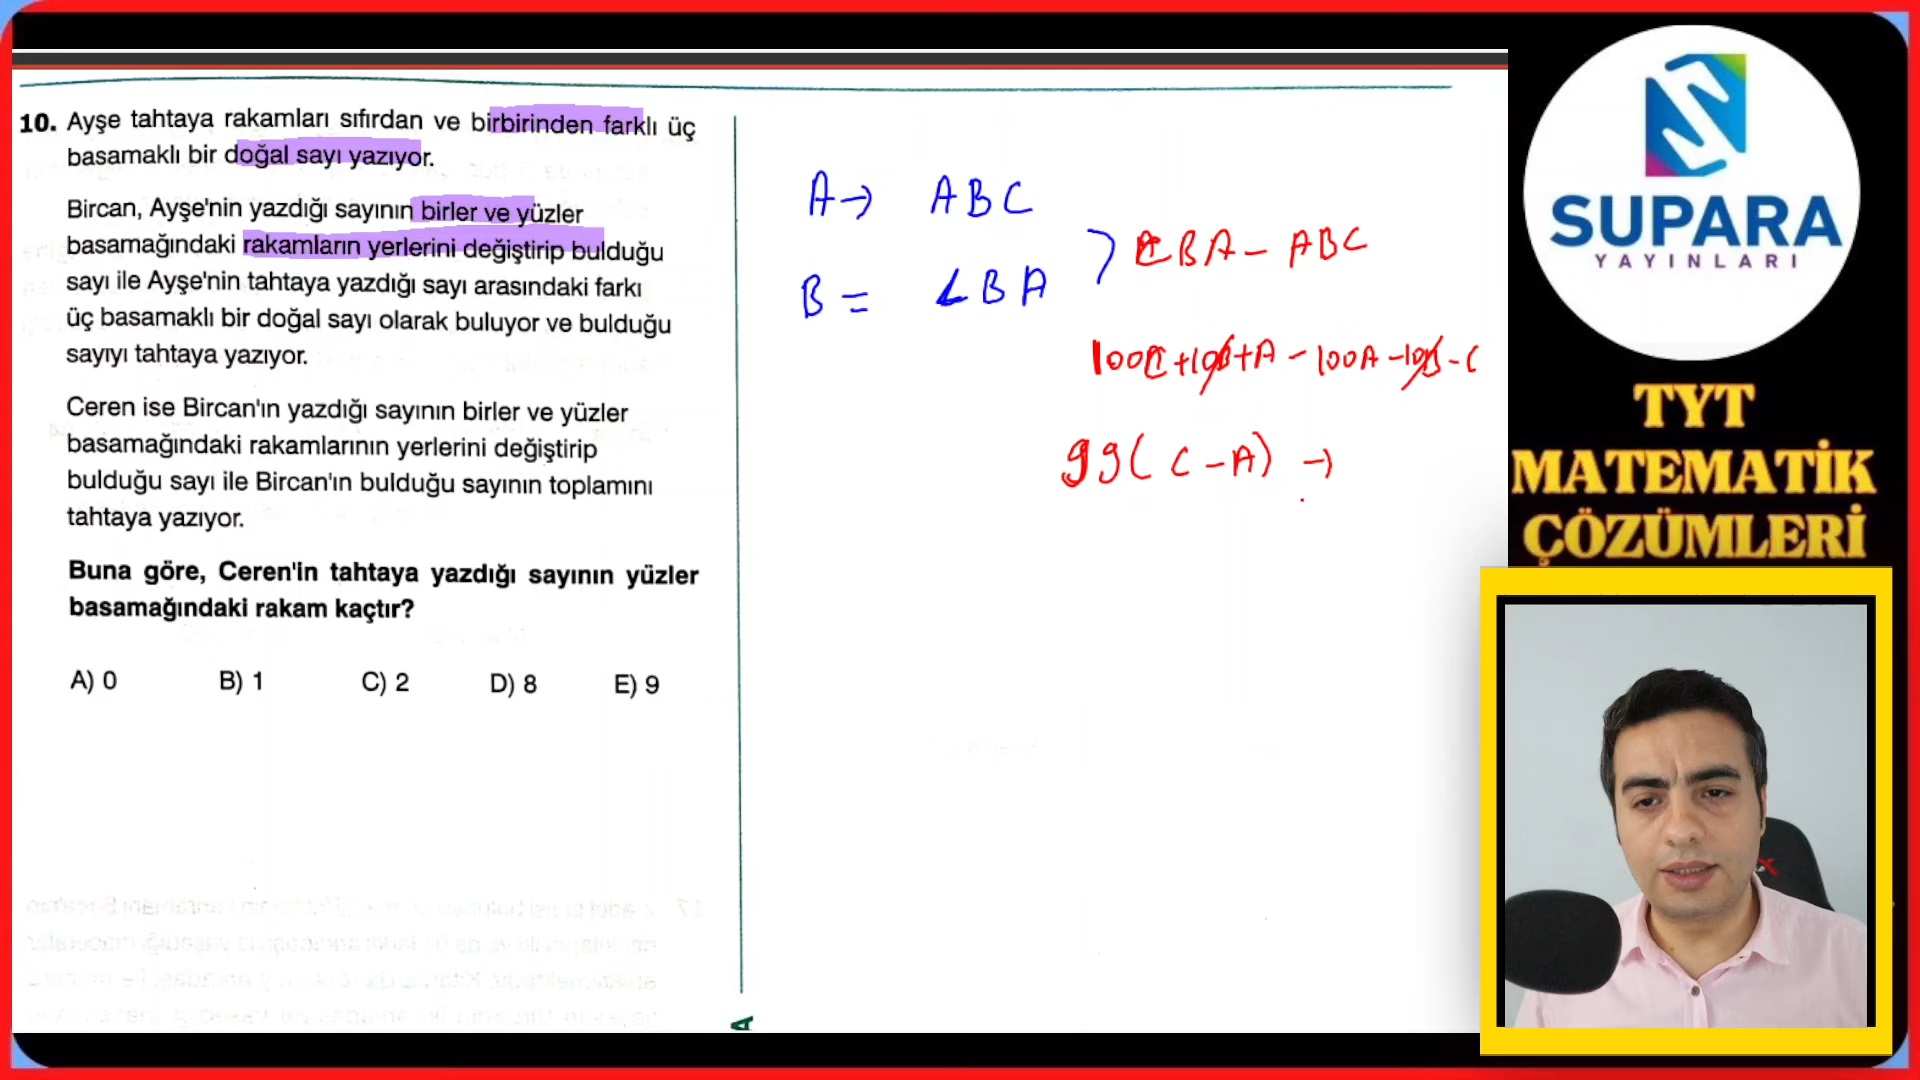 10. Ayşe tahtaya rakamları sıfırdan ve birbirinden farklı üç
basamaklı bir doğal sayı yazıyor.
Bircan, Ayşe'nin yazdığı sayının birler ve yüzler
basamağındaki rakamların yerlerini değiştirip bulduğu
sayı ile Ayşe'nin tahtaya yazdığı sayı arasındaki farkı
üç basamaklı bir doğal sayı olarak buluyor ve bulduğu
sayıyı tahtaya yazıyor.
Ceren ise Bircan'ın yazdığı sayının birler ve yüzler
basamağındaki rakamlarının yerlerini değiştirip
bulduğu sayı ile Bircan'ın bulduğu sayının toplamını
tahtaya yazıyor.
Buna göre, Ceren'in tahtaya yazdığı sayının yüzler
basamağındaki rakam kaçtır?
A) 0 B) 1 C) 2 D) 8 E) 9
A
A → ABC
B = CBA
CBA - ABC
100C + 10B + A - 100A - 10B - C
99(C - A) →
SUPARA
YAYINLARI
TYT
MATEMATİK
ÇÖZÜMLERİ